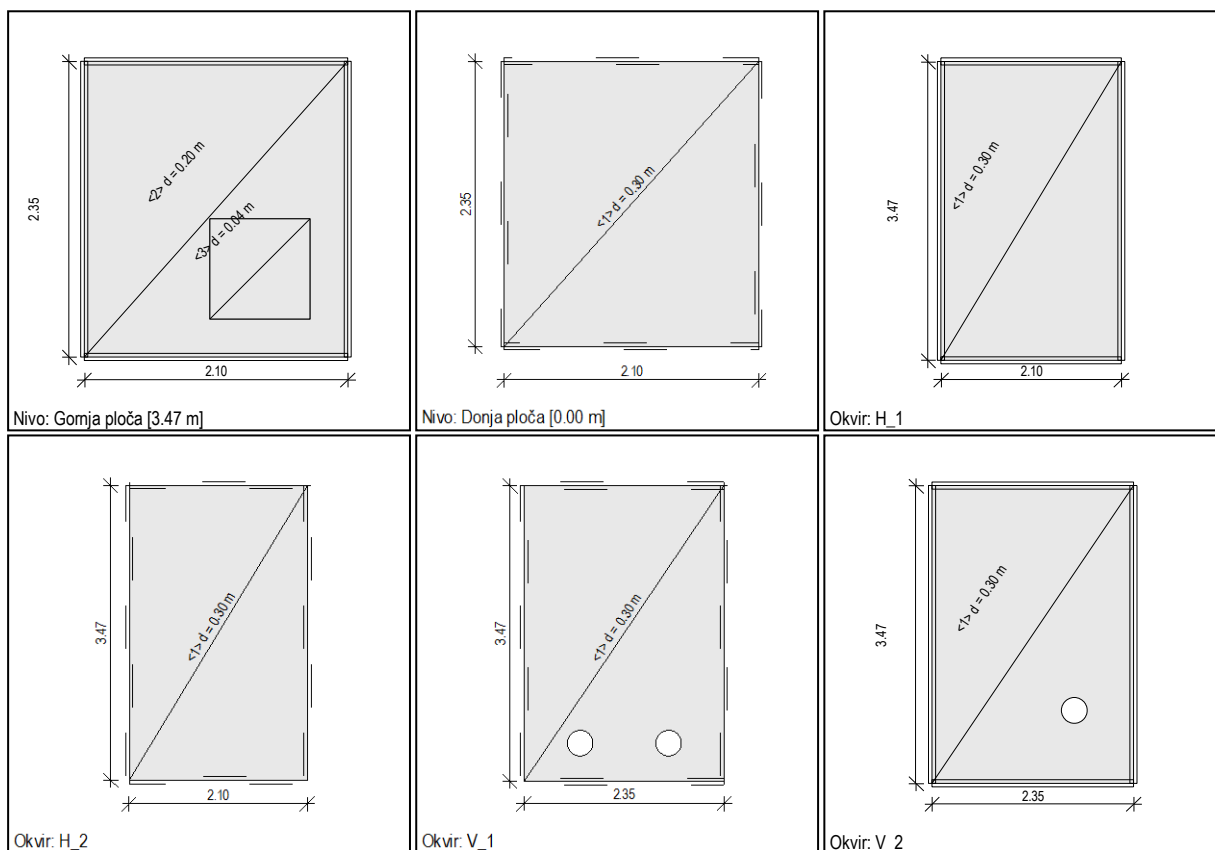 <2> d = 0.20 m
<3> d = 0.04 m
2.35
2.10
Nivo: Gornja ploča [3.47 m]
<1> d = 0.30 m
2.35
2.10
Nivo: Donja ploča [0.00 m]
<1> d = 0.30 m
3.47
2.10
Okvir: H_1
<1> d = 0.30 m
3.47
2.10
Okvir: H_2
<1> d = 0.30 m
3.47
2.35
Okvir: V_1
<1> d = 0.30 m
3.47
2.35
Okvir: V_2